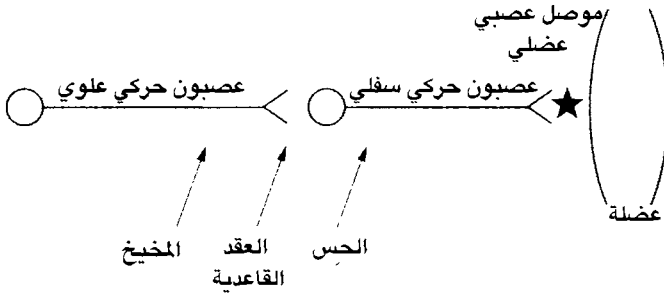 موصل عصبي
عضلي
عصبون حركي سفلي
عصبون حركي علوي
عضلة
الحس
العقد
القاعدية
المخيخ